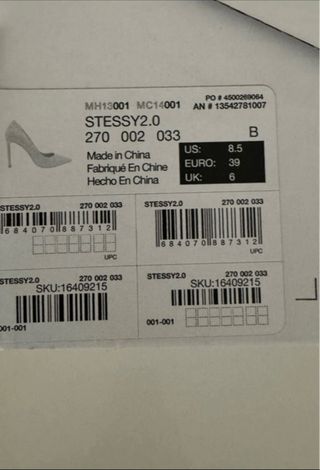 PO # 4500269064
MH13001 MC14001 AN # 13542781007
STESSY2.0
270 002 033 B
Made in China
Fabriqué En Chine
Hecho En China
US: 8.5
EURO: 39
UK: 6
STESSY2.0 270 002 033
684070887312
UPC
STESSY2.0 270 002 033
684070887312
UPC
STESSY2.0 270 002 033
SKU:16409215
001-001
STESSY2.0 270 002 033
SKU:16409215
001-001